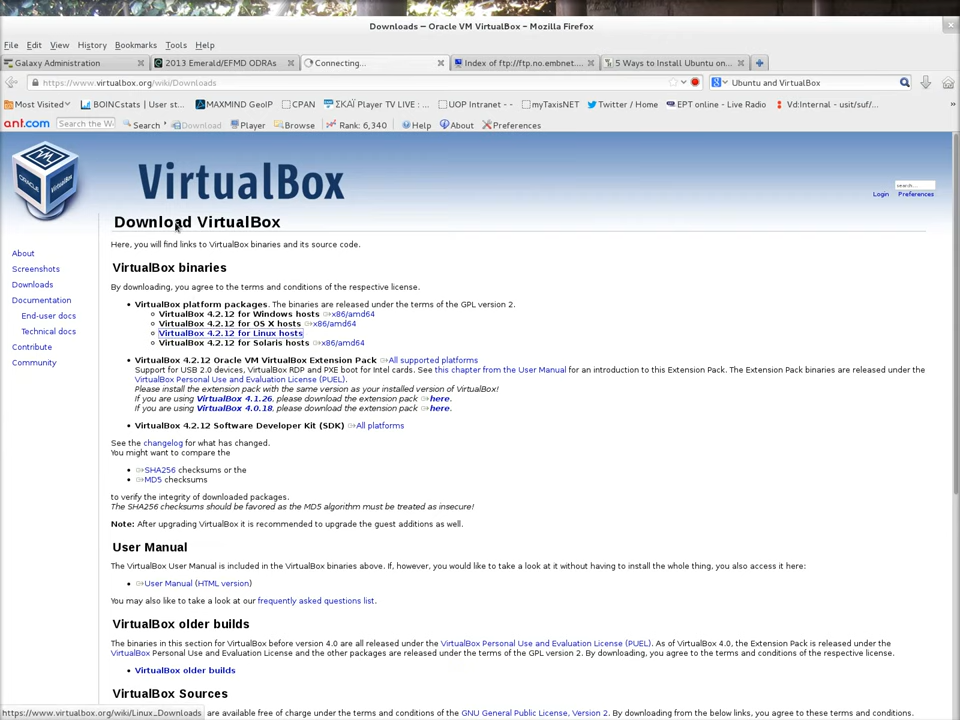 Downloads – Oracle VM VirtualBox – Mozilla Firefox
File Edit View History Bookmarks Tools Help
Galaxy Administration
2013 Emerald/EFMD ODRAs
Connecting...
Index of ftp://ftp.no.embnet....
5 Ways to Install Ubuntu on...
https://www.virtualbox.org/wiki/Downloads
Ubuntu and VirtualBox
Most Visited
BOINCstats | User st...
MAXMIND GeoIP
CPAN
ΣΚΑΪ Player TV LIVE : ...
UOP Intranet - -
myTaxisNET
Twitter / Home
EPT online - Live Radio
Vd:Internal - usit/suf/...
ant.com
Search the W
Search
Download
Player
Browse
Rank: 6,340
Help
About
Preferences
ORACLE
VM
VirtualBox
VirtualBox
search...
Login Preferences
Download VirtualBox
Here, you will find links to VirtualBox binaries and its source code.
About
Screenshots
Downloads
Documentation
End-user docs
Technical docs
Contribute
Community
VirtualBox binaries
By downloading, you agree to the terms and conditions of the respective license.
• VirtualBox platform packages. The binaries are released under the terms of the GPL version 2.
VirtualBox 4.2.12 for Windows hosts x86/amd64
VirtualBox 4.2.12 for OS X hosts x86/amd64
VirtualBox 4.2.12 for Linux hosts
VirtualBox 4.2.12 for Solaris hosts x86/amd64
• VirtualBox 4.2.12 Oracle VM VirtualBox Extension Pack All supported platforms
Support for USB 2.0 devices, VirtualBox RDP and PXE boot for Intel cards. See this chapter from the User Manual for an introduction to this Extension Pack. The Extension Pack binaries are released under the
VirtualBox Personal Use and Evaluation License (PUEL).
Please install the extension pack with the same version as your installed version of VirtualBox!
If you are using VirtualBox 4.1.26, please download the extension pack here.
If you are using VirtualBox 4.0.18, please download the extension pack here.
• VirtualBox 4.2.12 Software Developer Kit (SDK) All platforms
See the changelog for what has changed.
You might want to compare the
• SHA256 checksums or the
• MD5 checksums
to verify the integrity of downloaded packages.
The SHA256 checksums should be favored as the MD5 algorithm must be treated as insecure!
Note: After upgrading VirtualBox it is recommended to upgrade the guest additions as well.
User Manual
The VirtualBox User Manual is included in the VirtualBox binaries above. If, however, you would like to take a look at it without having to install the whole thing, you also access it here:
• User Manual (HTML version)
You may also like to take a look at our frequently asked questions list.
VirtualBox older builds
The binaries in this section for VirtualBox before version 4.0 are all released under the VirtualBox Personal Use and Evaluation License (PUEL). As of VirtualBox 4.0, the Extension Pack is released under the
VirtualBox Personal Use and Evaluation License and the other packages are released under the terms of the GPL version 2. By downloading, you agree to the terms and conditions of the respective license.
• VirtualBox older builds
VirtualBox Sources
https://www.virtualbox.org/wiki/Linux_Downloads
are available free of charge under the terms and conditions of the GNU General Public License, Version 2. By downloading from the below links, you agree to these terms and conditions.